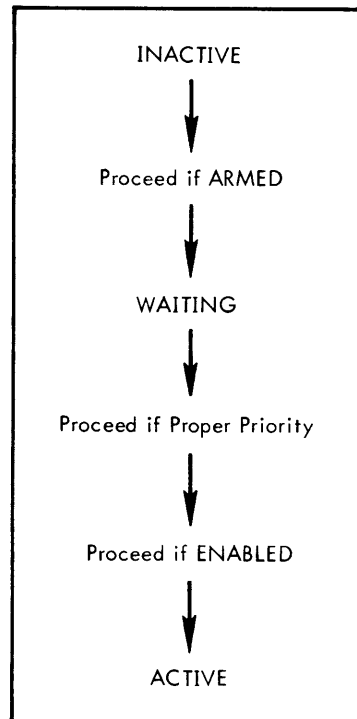 INACTIVE
Proceed if ARMED
WAITING
Proceed if Proper Priority
Proceed if ENABLED
ACTIVE